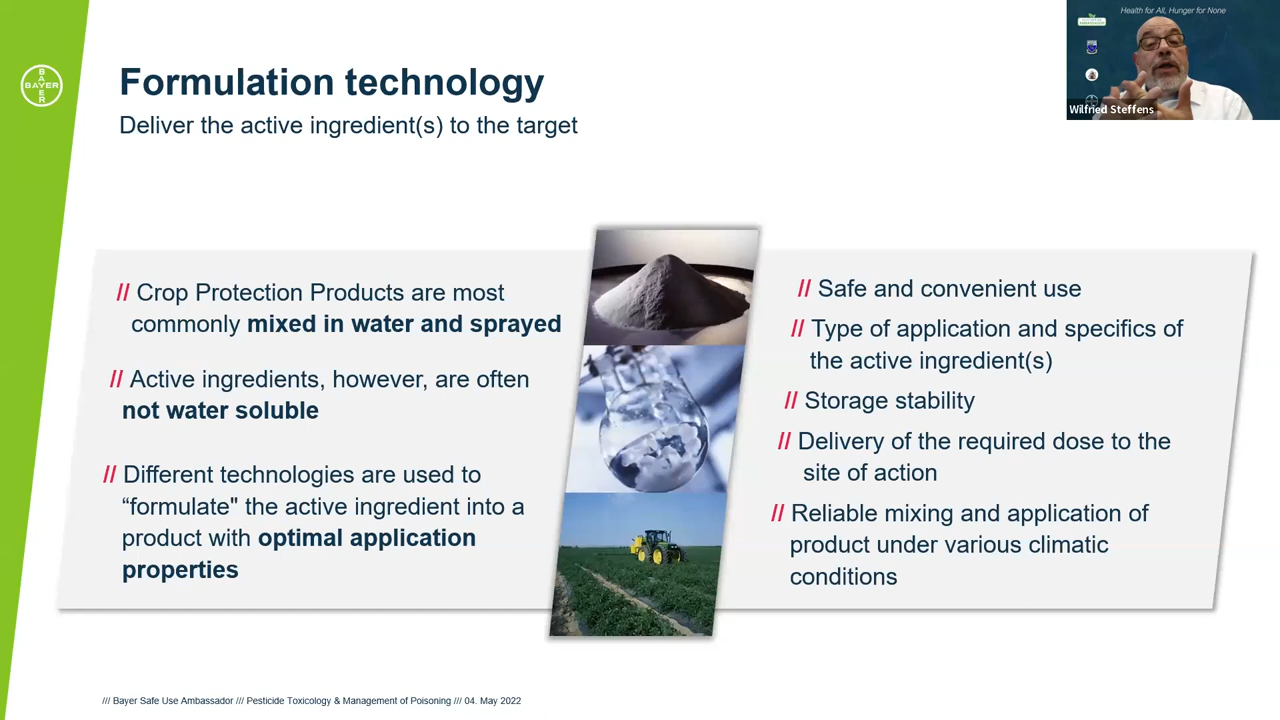 Health for All, Hunger for None
BAYER
BAYER
Wilfried Steffens
Formulation technology
Deliver the active ingredient(s) to the target
// Crop Protection Products are most
commonly mixed in water and sprayed
// Active ingredients, however, are often
not water soluble
// Different technologies are used to
“formulate" the active ingredient into a
product with optimal application
properties
// Safe and convenient use
// Type of application and specifics of
the active ingredient(s)
// Storage stability
// Delivery of the required dose to the
site of action
// Reliable mixing and application of
product under various climatic
conditions
/// Bayer Safe Use Ambassador /// Pesticide Toxicology & Management of Poisoning /// 04. May 2022